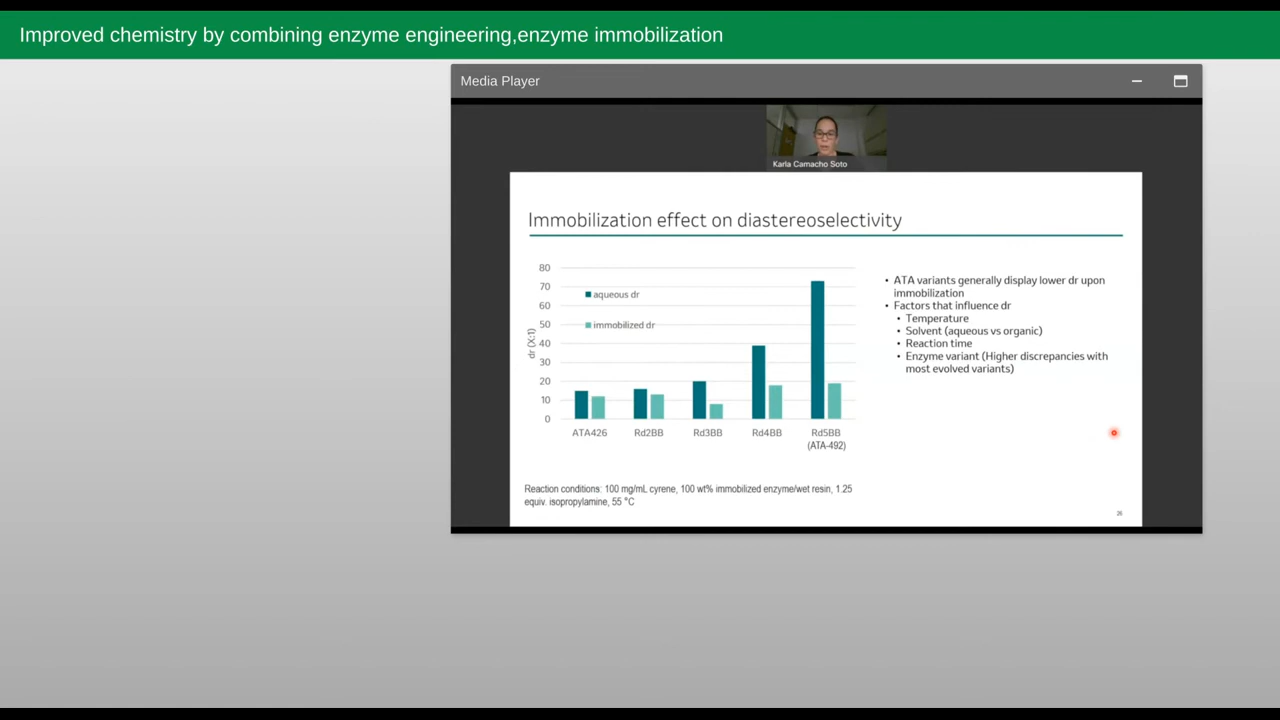 Improved chemistry by combining enzyme engineering,enzyme immobilization
Media Player
Karla Camacho Soto
Immobilization effect on diastereoselectivity
80
70
60
50
40
30
20
10
0
dr (X:1)
aqueous dr
immobilized dr
ATA426
Rd2BB
Rd3BB
Rd4BB
Rd5BB
(ATA-492)
• ATA variants generally display lower dr upon
immobilization
• Factors that influence dr
• Temperature
• Solvent (aqueous vs organic)
• Reaction time
• Enzyme variant (Higher discrepancies with
most evolved variants)
Reaction conditions: 100 mg/mL cyrene, 100 wt% immobilized enzyme/wet resin, 1.25
equiv. isopropylamine, 55 °C
26